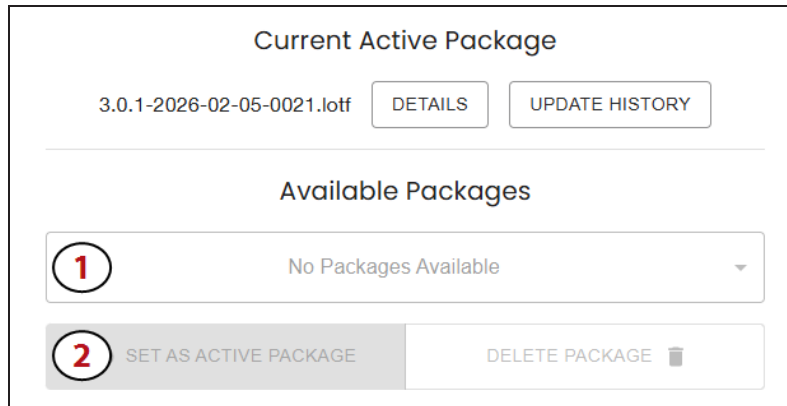 Current Active Package
3.0.1-2026-02-05-0021.lotf DETAILS UPDATE HISTORY
Available Packages
1 No Packages Available
2 SET AS ACTIVE PACKAGE DELETE PACKAGE